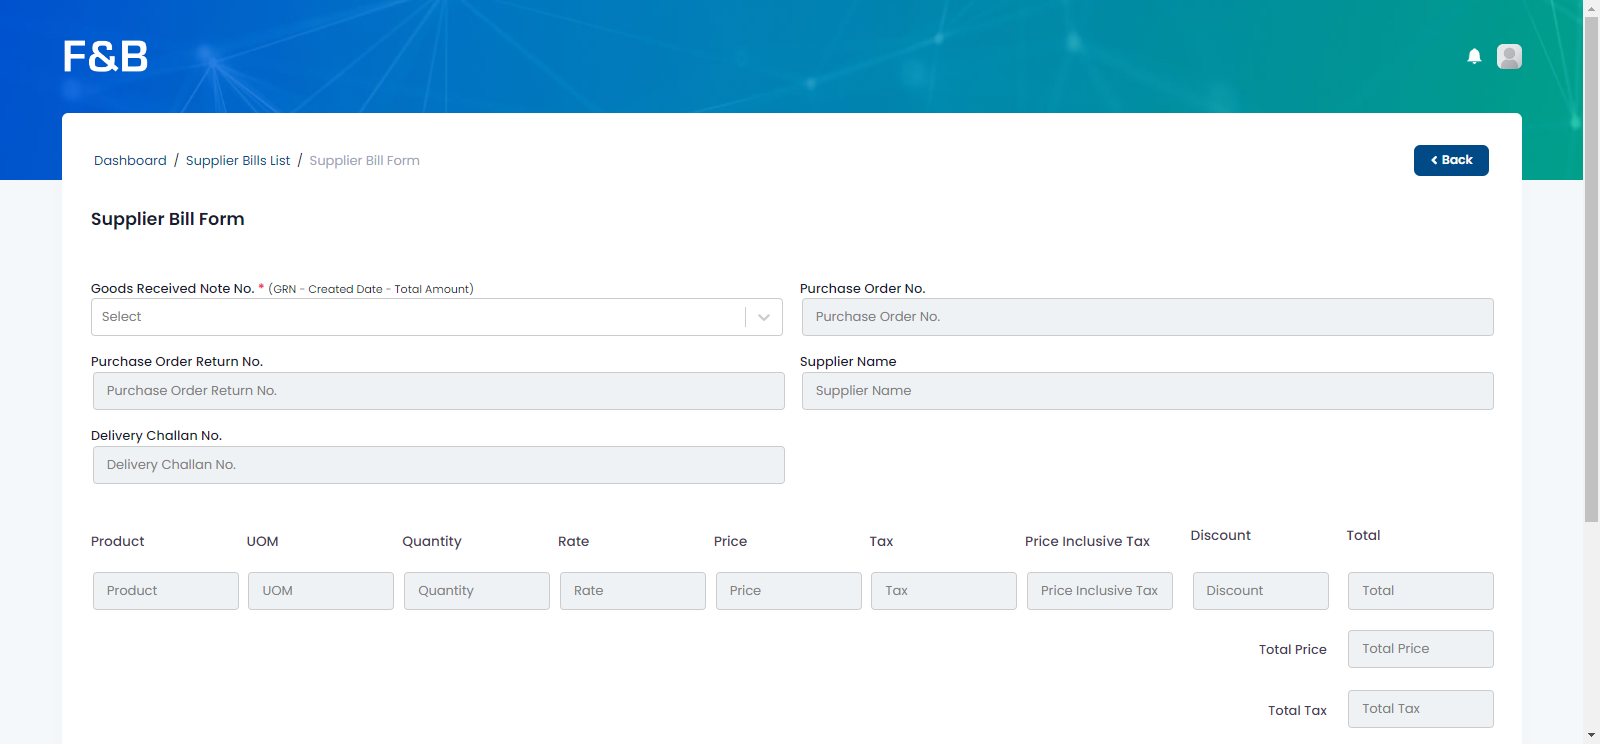 F&B
Dashboard / Supplier Bills List / Supplier Bill Form
Back
Supplier Bill Form
Goods Received Note No. * (GRN - Created Date - Total Amount)
Select
Purchase Order No.
Purchase Order No.
Purchase Order Return No.
Purchase Order Return No.
Supplier Name
Supplier Name
Delivery Challan No.
Delivery Challan No.
Product UOM Quantity Rate Price Tax Price Inclusive Tax Discount Total
Product UOM Quantity Rate Price Tax Price Inclusive Tax Discount Total
Total Price Total Price
Total Tax Total Tax